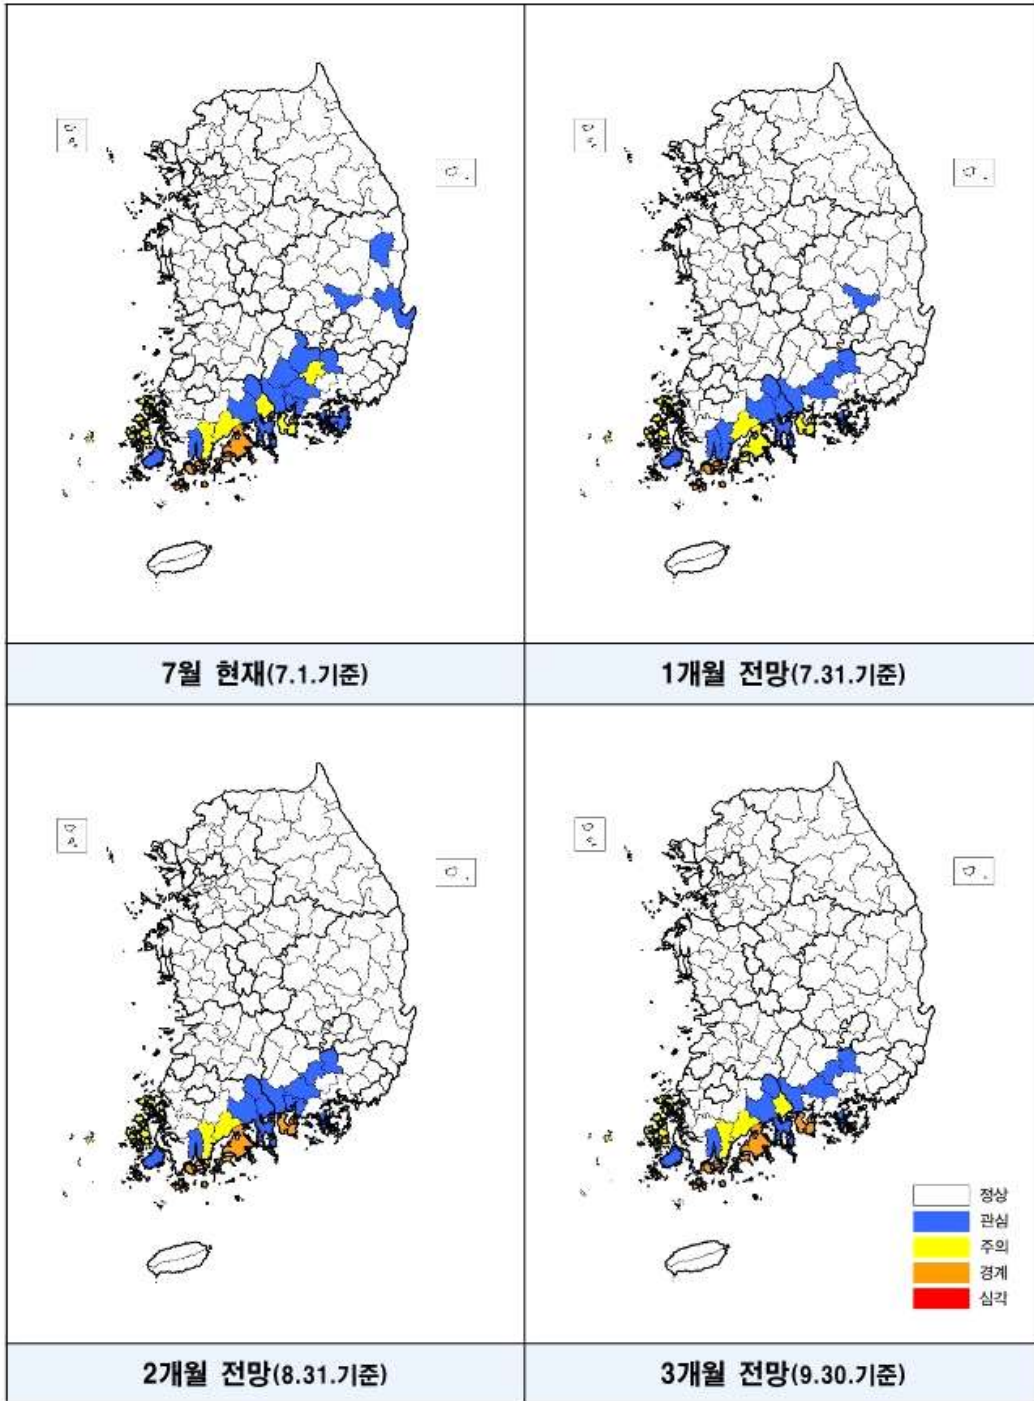 7월 현재(7.1.기준)
1개월 전망(7.31.기준)
정상
관심
주의
경계
심각
2개월 전망(8.31.기준)
3개월 전망(9.30.기준)